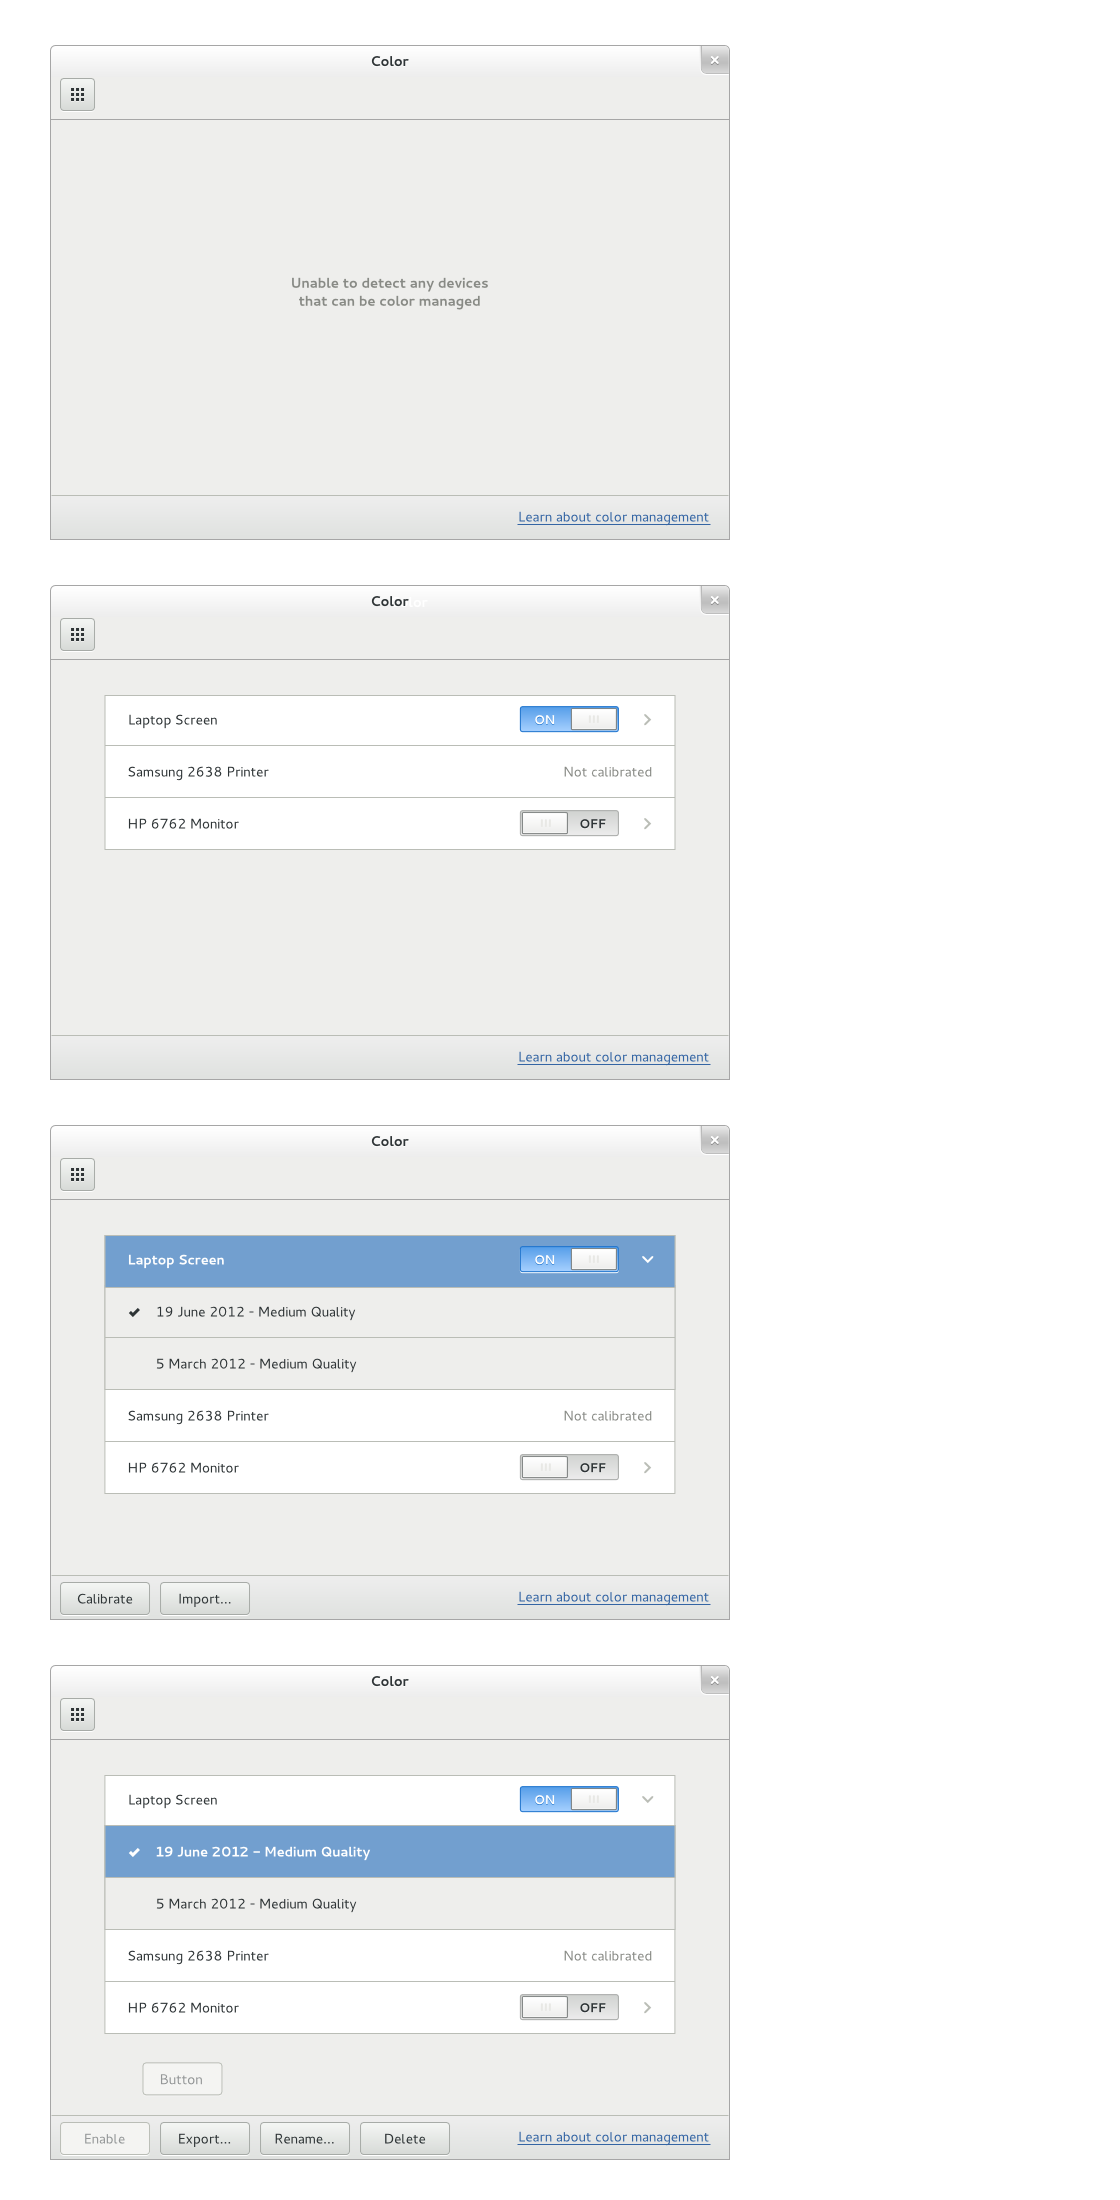 Color
Unable to detect any devices
that can be color managed
Learn about color management
Color
Laptop Screen ON
Samsung 2638 Printer Not calibrated
HP 6762 Monitor OFF
Learn about color management
Color
Laptop Screen ON
19 June 2012 - Medium Quality
5 March 2012 - Medium Quality
Samsung 2638 Printer Not calibrated
HP 6762 Monitor OFF
Calibrate Import... Learn about color management
Color
Laptop Screen ON
19 June 2012 – Medium Quality
5 March 2012 - Medium Quality
Samsung 2638 Printer Not calibrated
HP 6762 Monitor OFF
Button
Enable Export... Rename... Delete Learn about color management